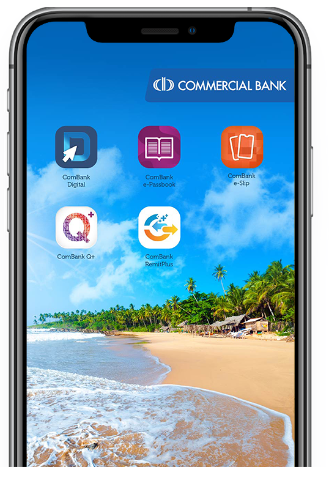 COMMERCIAL BANK
ComBank
Digital
ComBank
e-Passbook
ComBank
e-Slip
Q+
ComBank Q+
ComBank
RemitPlus